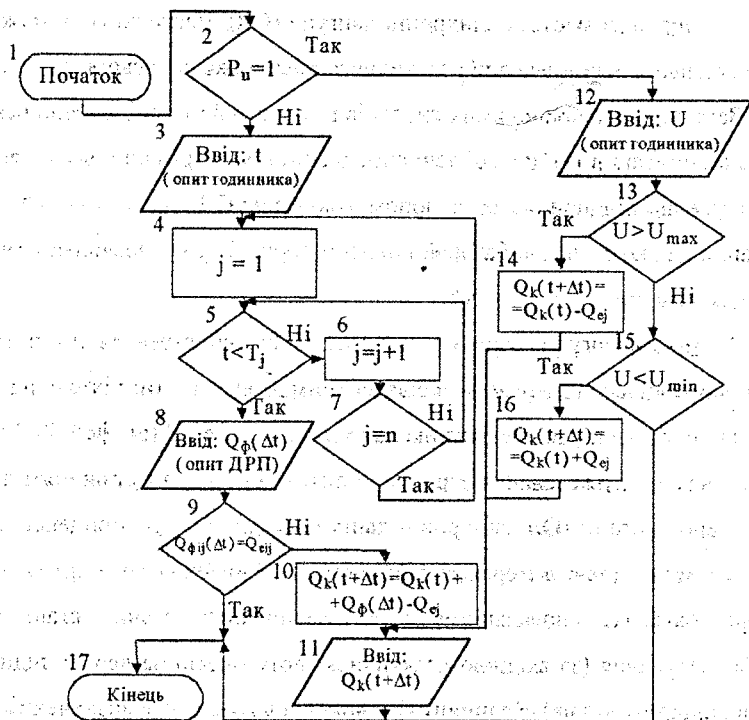 1
Початок
2
P_u=1
Так
Ні
3
Ввід: t
(опит годинника)
4
j = 1
5
t<T_j
Ні
Так
6
j=j+1
7
j=n
Ні
Так
8
Ввід: Q_ф(Δt)
(опит ДРП)
9
Q_фij(Δt)=Q_eij
Ні
Так
10
Q_k(t+Δt)=Q_k(t)+
+Q_ф(Δt)-Q_ej
11
Ввід:
Q_k(t+Δt)
12
Ввід: U
(опит годинника)
13
U>U_max
Так
Ні
14
Q_k(t+Δt)=
=Q_k(t)-Q_ej
15
U<U_min
Так
16
Q_k(t+Δt)=
=Q_k(t)+Q_ej
17
Кінець